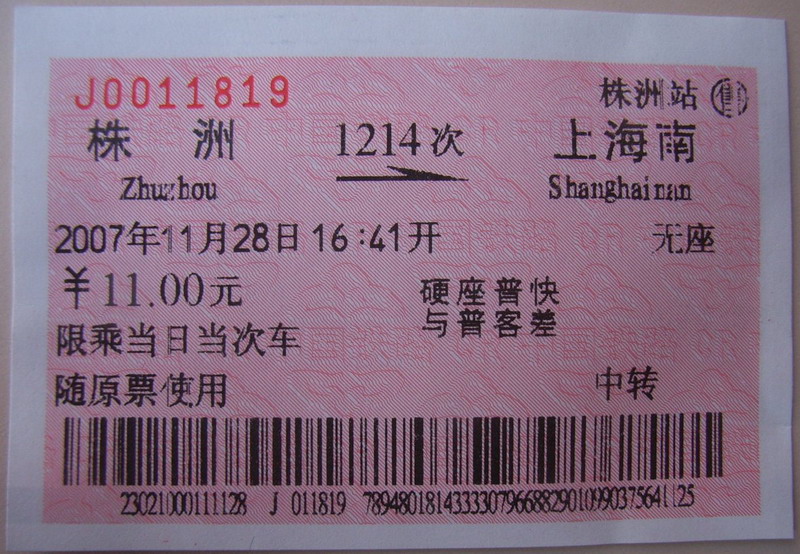 J0011819
株洲站 售
株 洲 1214次 上海南
Zhuzhou Shanghainan
2007年11月28日 16:41开 无座
￥11.00元 硬座普快
与普客差
限乘当日当次车
随原票使用 中转
23021000111128 J 011819 78948018143333079668829010990375641125